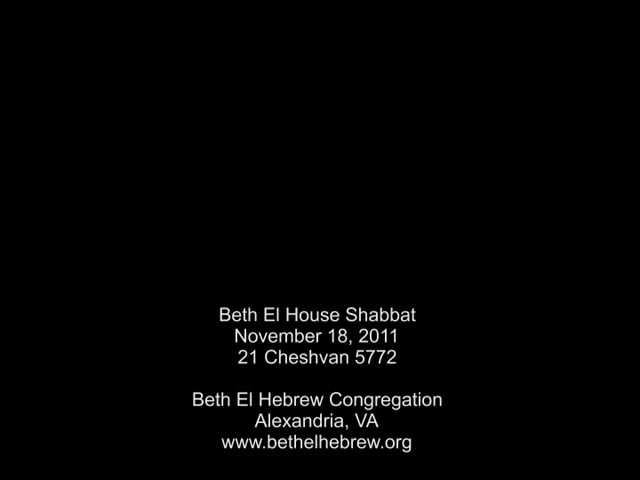 Beth El House Shabbat
November 18, 2011
21 Cheshvan 5772
Beth El Hebrew Congregation
Alexandria, VA
www.bethelhebrew.org